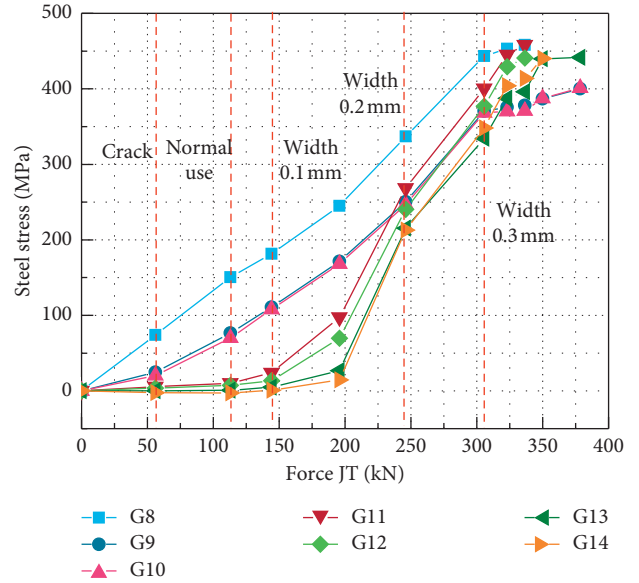 500
400
300
200
100
0
Steel stress (MPa)
Crack
Normal
use
Width
0.1 mm
Width
0.2 mm
Width
0.3 mm
0 50 100 150 200 250 300 350 400
Force JT (kN)
G8 G11 G13
G9 G12 G14
G10